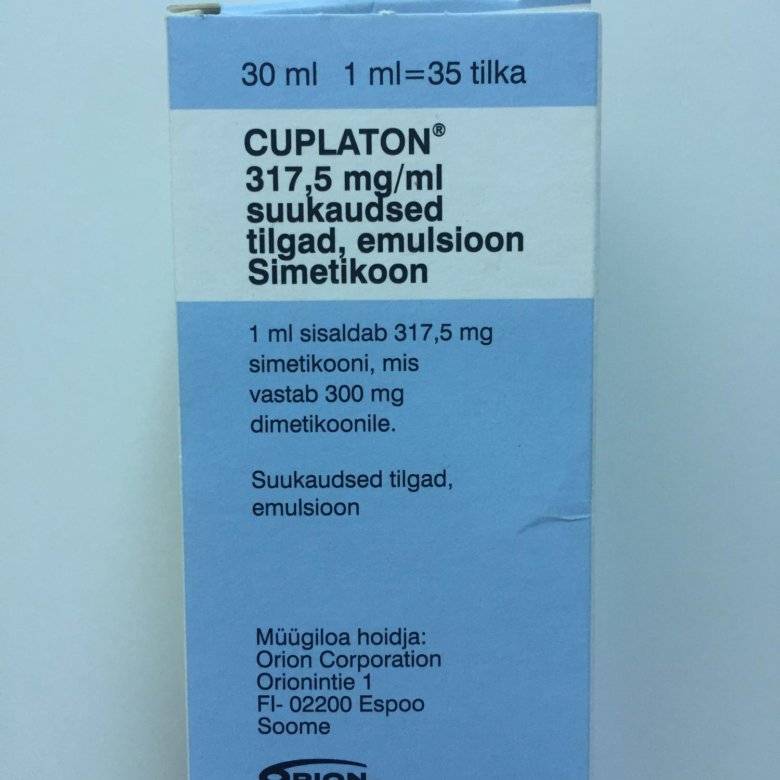 30 ml 1 ml=35 tilka
CUPLATON®
317,5 mg/ml
suukaudsed
tilgad, emulsioon
Simetikoon
1 ml sisaldab 317,5 mg
simetikooni, mis
vastab 300 mg
dimetikoonile.
Suukaudsed tilgad,
emulsioon
Müügiloa hoidja:
Orion Corporation
Orionintie 1
FI- 02200 Espoo
Soome
ORION